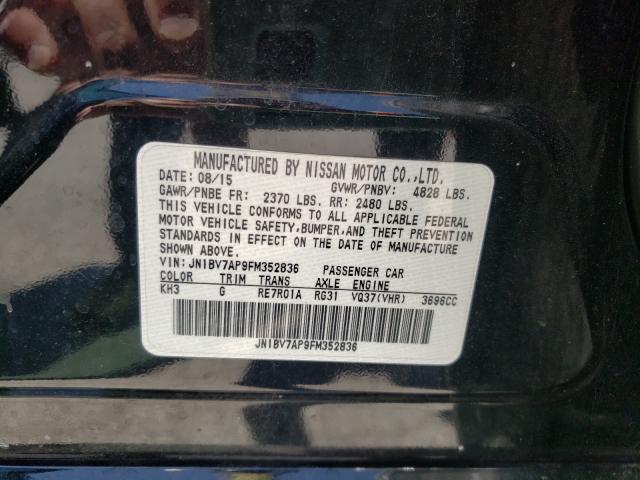 MANUFACTURED BY NISSAN MOTOR CO.,LTD.
DATE: 08/15 GVWR/PNBV: 4828 LBS.
GAWR/PNBE FR: 2370 LBS. RR: 2480 LBS.
THIS VEHICLE CONFORMS TO ALL APPLICABLE FEDERAL
MOTOR VEHICLE SAFETY,BUMPER,AND THEFT PREVENTION
STANDARDS IN EFFECT ON THE DATE OF MANUFACTURE
SHOWN ABOVE.
VIN:JN1BV7AP9FM352836 PASSENGER CAR
COLOR TRIM TRANS AXLE ENGINE
KH3 G RE7R01A RG31 VQ37(VHR) 3696CC
JN1BV7AP9FM352836